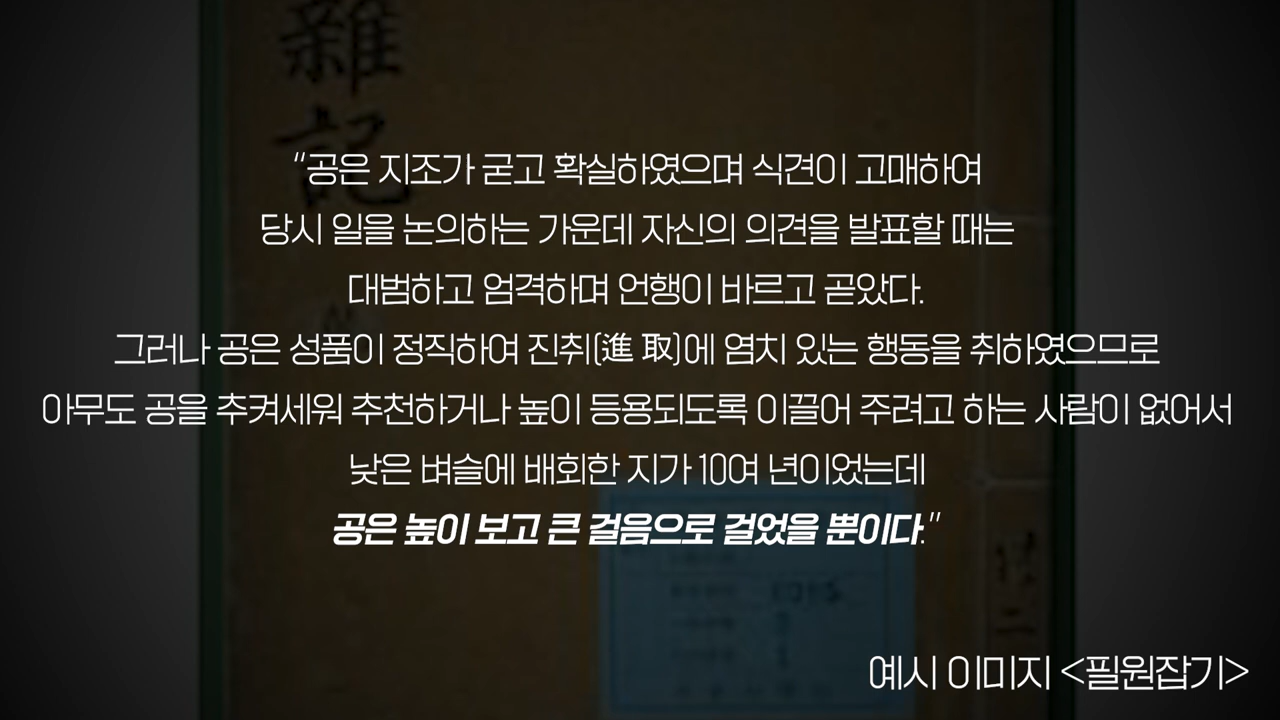 雜記
"공은 지조가 굳고 확실하였으며 식견이 고매하여
당시 일을 논의하는 가운데 자신의 의견을 발표할 때는
대범하고 엄격하며 언행이 바르고 곧았다.
그러나 공은 성품이 정직하여 진취(進 取)에 염치 있는 행동을 취하였으므로
아무도 공을 추켜세워 추천하거나 높이 등용되도록 이끌어 주려고 하는 사람이 없어서
낮은 벼슬에 배회한 지가 10여 년이었는데
공은 높이 보고 큰 걸음으로 걸었을 뿐이다."
예시 이미지 <필원잡기>